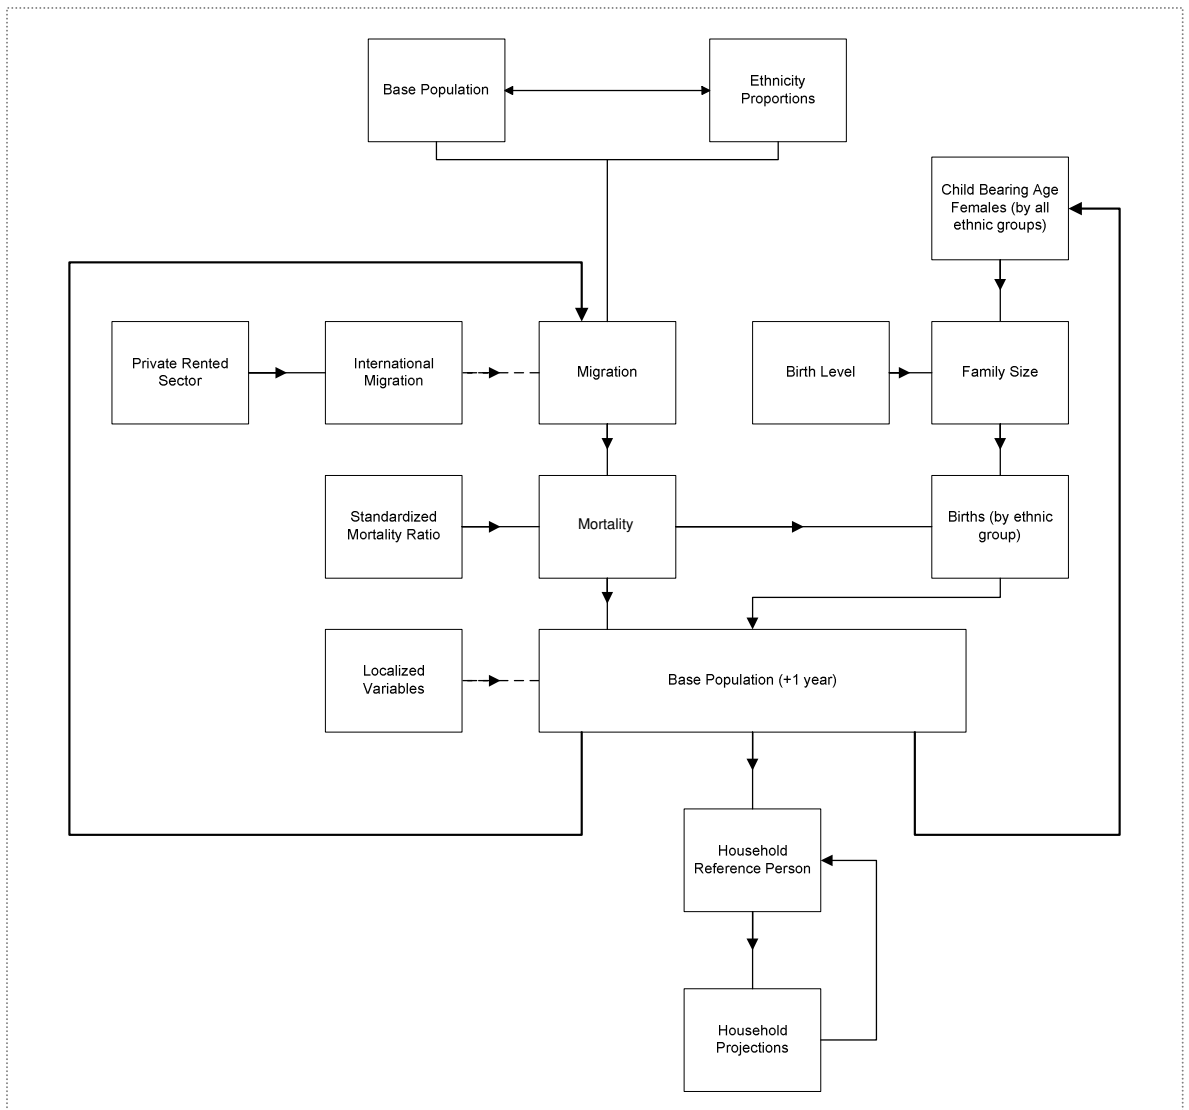 Base Population
Ethnicity
Proportions
Child Bearing Age
Females (by all
ethnic groups)
Private Rented
Sector
International
Migration
Migration
Birth Level
Family Size
Standardized
Mortality Ratio
Mortality
Births (by ethnic
group)
Localized
Variables
Base Population (+1 year)
Household
Reference Person
Household
Projections